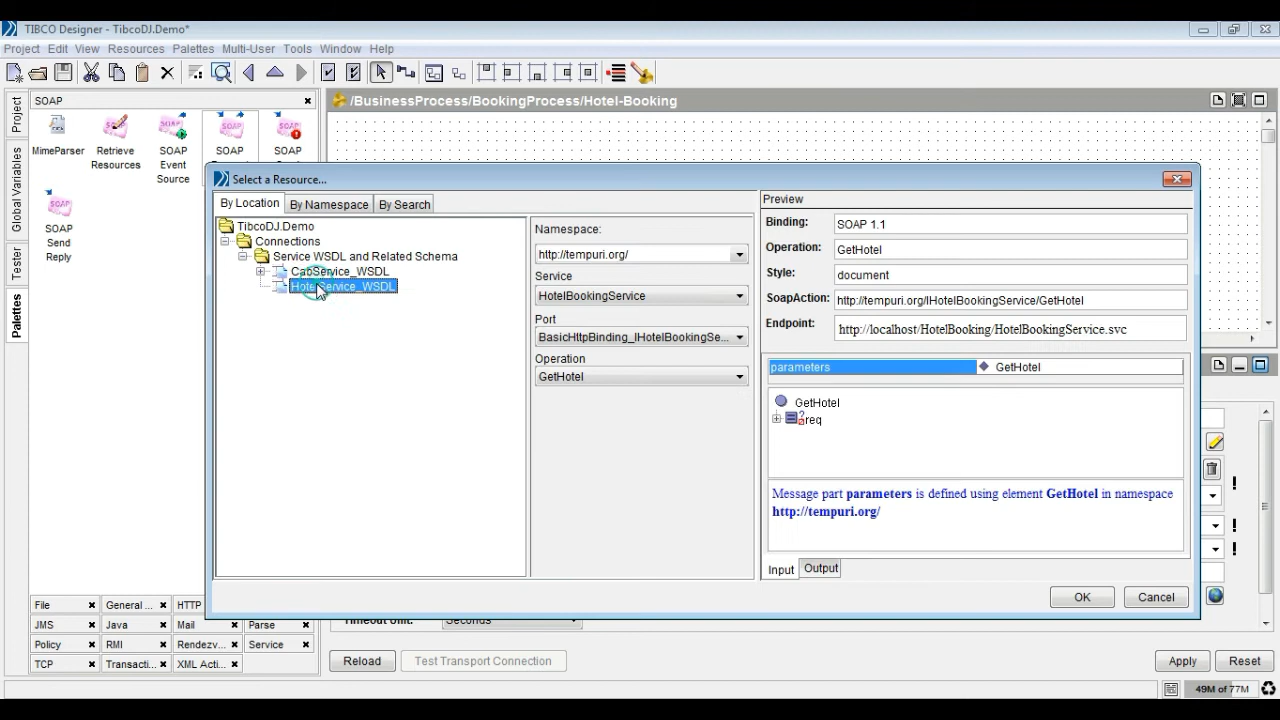 TIBCO Designer - TibcoDJ.Demo*
Project Edit View Resources Palettes Multi-User Tools Window Help
SOAP
/BusinessProcess/BookingProcess/Hotel-Booking
Project
Global Variables
Tester
Palettes
MimeParser
Retrieve Resources
SOAP Event Source
SOAP
SOAP
SOAP Send Reply
Select a Resource...
By Location By Namespace By Search
TibcoDJ.Demo
Connections
Service WSDL and Related Schema
CabService_WSDL
HotelService_WSDL
Namespace:
http://tempuri.org/
Service
HotelBookingService
Port
BasicHttpBinding_IHotelBookingSe...
Operation
GetHotel
Preview
Binding: SOAP 1.1
Operation: GetHotel
Style: document
SoapAction: http://tempuri.org/IHotelBookingService/GetHotel
Endpoint: http://localhost/HotelBooking/HotelBookingService.svc
parameters GetHotel
GetHotel
req
Message part parameters is defined using element GetHotel in namespace
http://tempuri.org/
Input Output
OK Cancel
File General ... HTTP
JMS Java Mail Parse
Policy RMI Rendezv... Service
TCP Transacti... XML Acti...
Timeout Unit: Seconds
Reload Test Transport Connection Apply Reset
49M of 77M